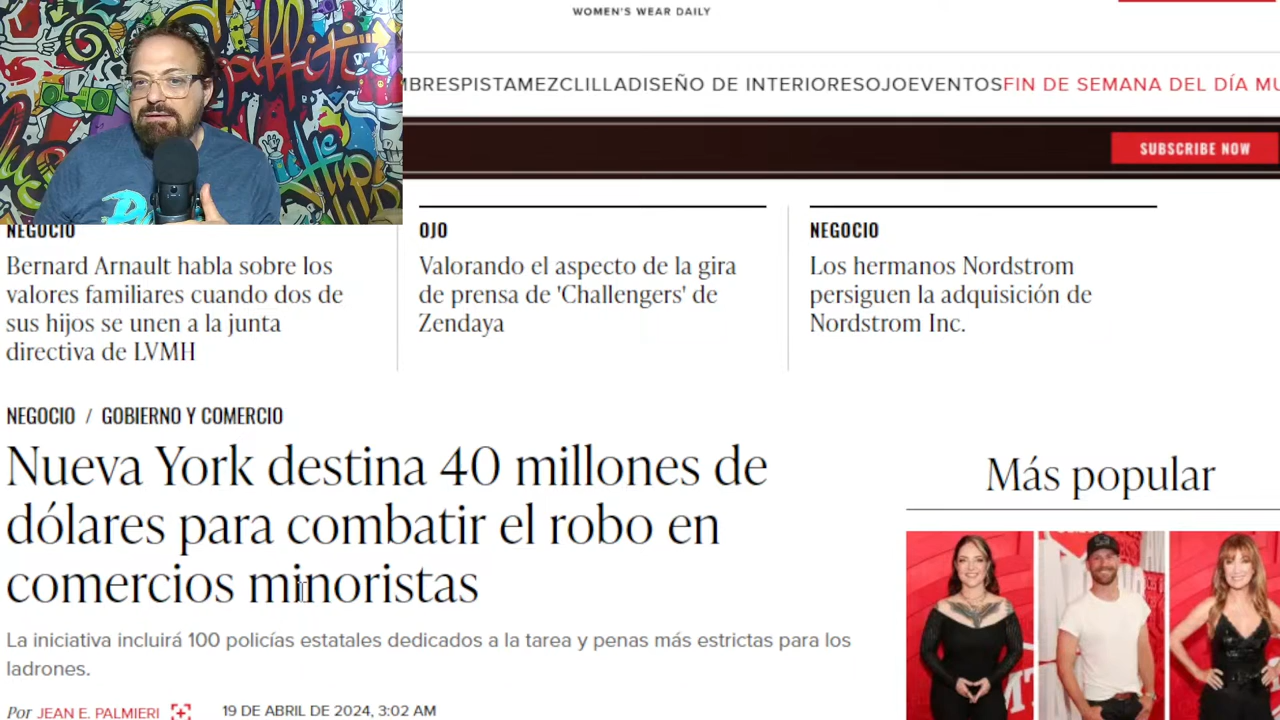 WOMEN'S WEAR DAILY
MBRESPISTAMEZCLILLADISEÑO DE INTERIORESOJOEVENTOSFIN DE SEMANA DEL DÍA MU
SUBSCRIBE NOW
NEGOCIO
Bernard Arnault habla sobre los
valores familiares cuando dos de
sus hijos se unen a la junta
directiva de LVMH
OJO
Valorando el aspecto de la gira
de prensa de 'Challengers' de
Zendaya
NEGOCIO
Los hermanos Nordstrom
persiguen la adquisición de
Nordstrom Inc.
NEGOCIO / GOBIERNO Y COMERCIO
Nueva York destina 40 millones de
dólares para combatir el robo en
comercios minoristas
La iniciativa incluirá 100 policías estatales dedicados a la tarea y penas más estrictas para los
ladrones.
Por JEAN E. PALMIERI
19 DE ABRIL DE 2024, 3:02 AM
Más popular